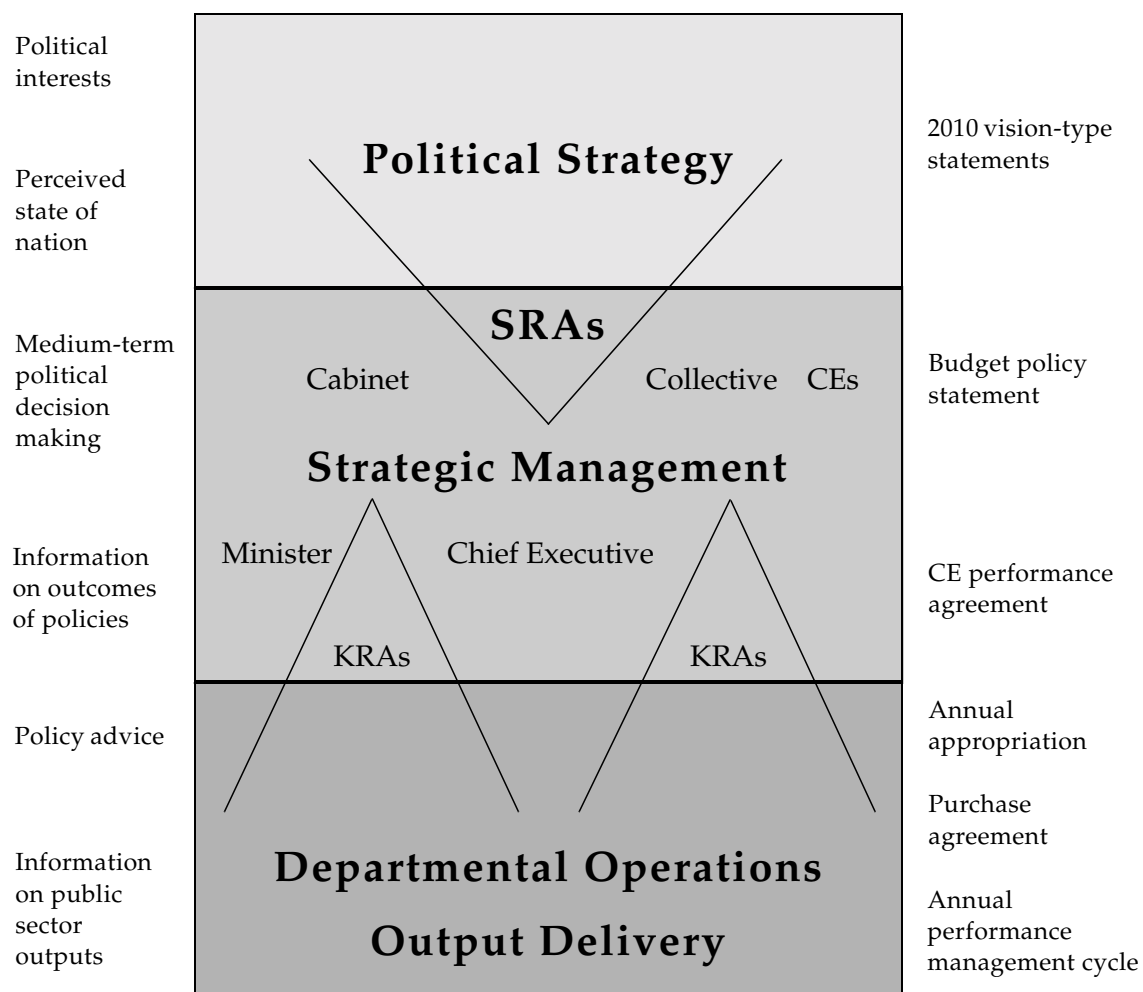 Political
interests
Perceived
state of
nation
Medium-term
political
decision
making
Information
on outcomes
of policies
Policy advice
Information
on public
sector
outputs
Political Strategy
SRAs
Cabinet
Collective CEs
Strategic Management
Minister
Chief Executive
KRAs
KRAs
Departmental Operations
Output Delivery
2010 vision-type
statements
Budget policy
statement
CE performance
agreement
Annual
appropriation
Purchase
agreement
Annual
performance
management cycle